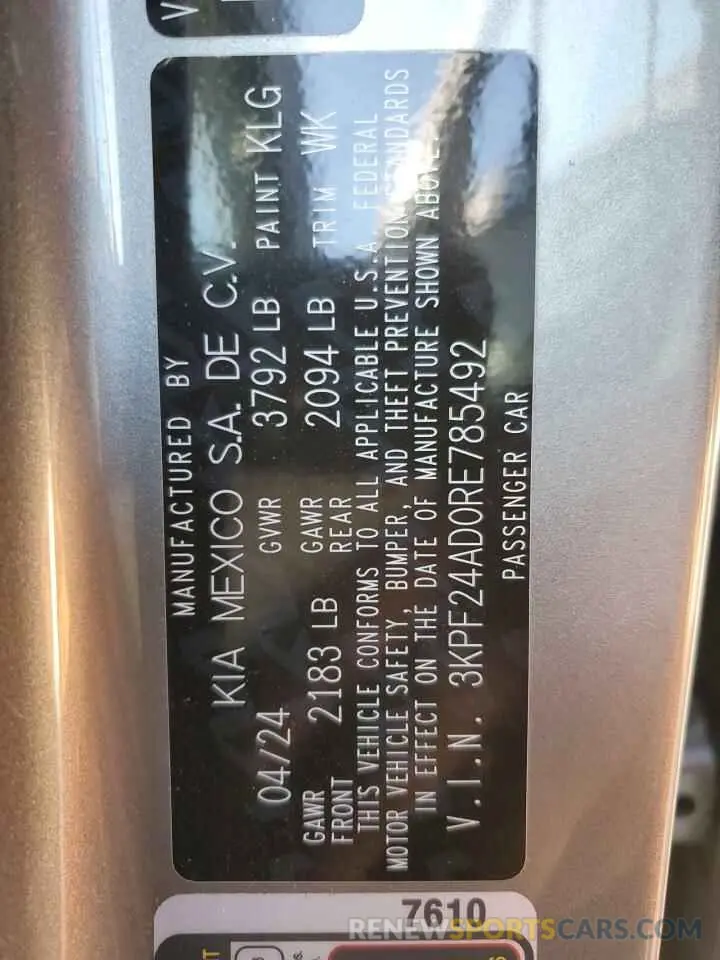 MANUFACTURED BY
KIA MEXICO S.A. DE C.V.
04/24 GVWR 3792 LB PAINT KLG
GAWR FRONT 2183 LB GAWR REAR 2094 LB TRIM WK
THIS VEHICLE CONFORMS TO ALL APPLICABLE U.S.A. FEDERAL
MOTOR VEHICLE SAFETY, BUMPER, AND THEFT PREVENTION STANDARDS
IN EFFECT ON THE DATE OF MANUFACTURE SHOWN ABOVE.
V.I.N. 3KPF24AD0RE785492
PASSENGER CAR
7610
RENEWSPORTSCARS.COM